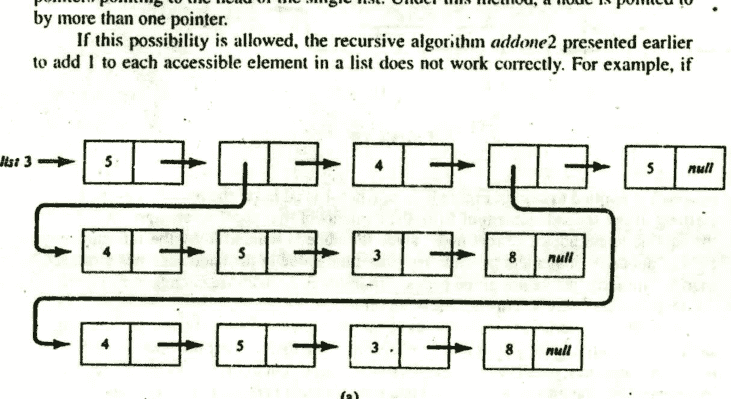 pointers pointing to the head of the single list. Under this method, a node is pointed to
by more than one pointer.
If this possibility is allowed, the recursive algorithm addone2 presented earlier
to add 1 to each accessible element in a list does not work correctly. For example, if
list 3 5 4 5 null
4 5 3 8 null
4 5 3 8 null
(a)